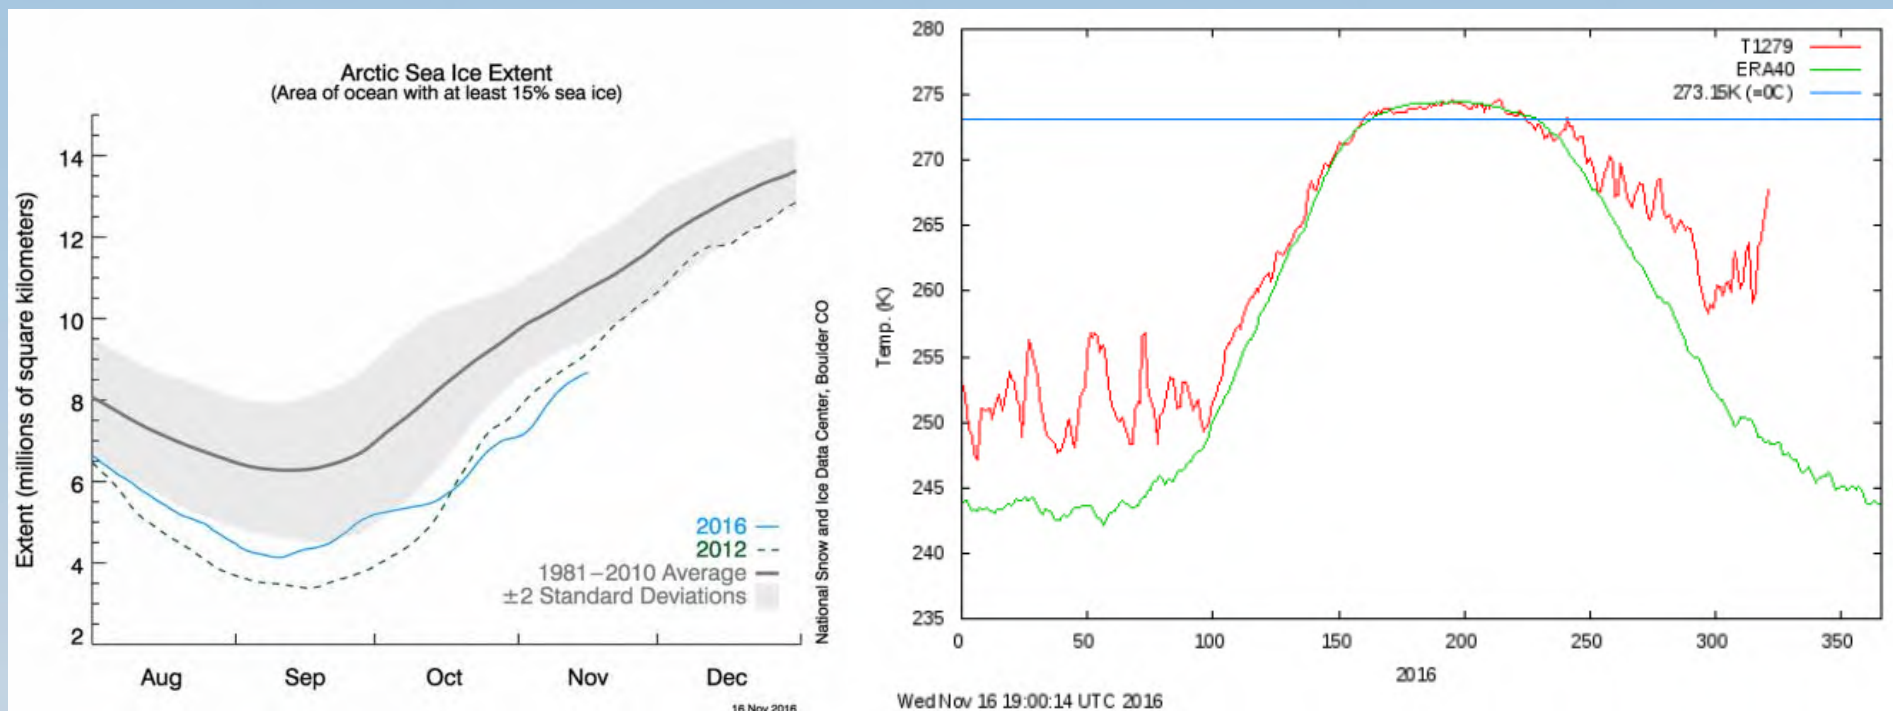 Arctic Sea Ice Extent
(Area of ocean with at least 15% sea ice)
Extent (millions of square kilometers)
14
12
10
8
6
4
2
Aug
Sep
Oct
Nov
Dec
2016
2012
1981–2010 Average
±2 Standard Deviations
National Snow and Ice Data Center, Boulder CO
16 Nov 2016
T1279
ERA40
273.15K (=0C)
Temp. (K)
280
275
270
265
260
255
250
245
240
235
0
50
100
150
200
250
300
350
2016
Wed Nov 16 19:00:14 UTC 2016